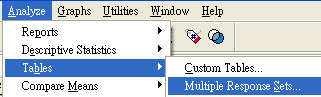 Analyze Graphs Utilities Window Help
Reports
Descriptive Statistics
Tables
Custom Tables...
Compare Means
Multiple Response Sets...